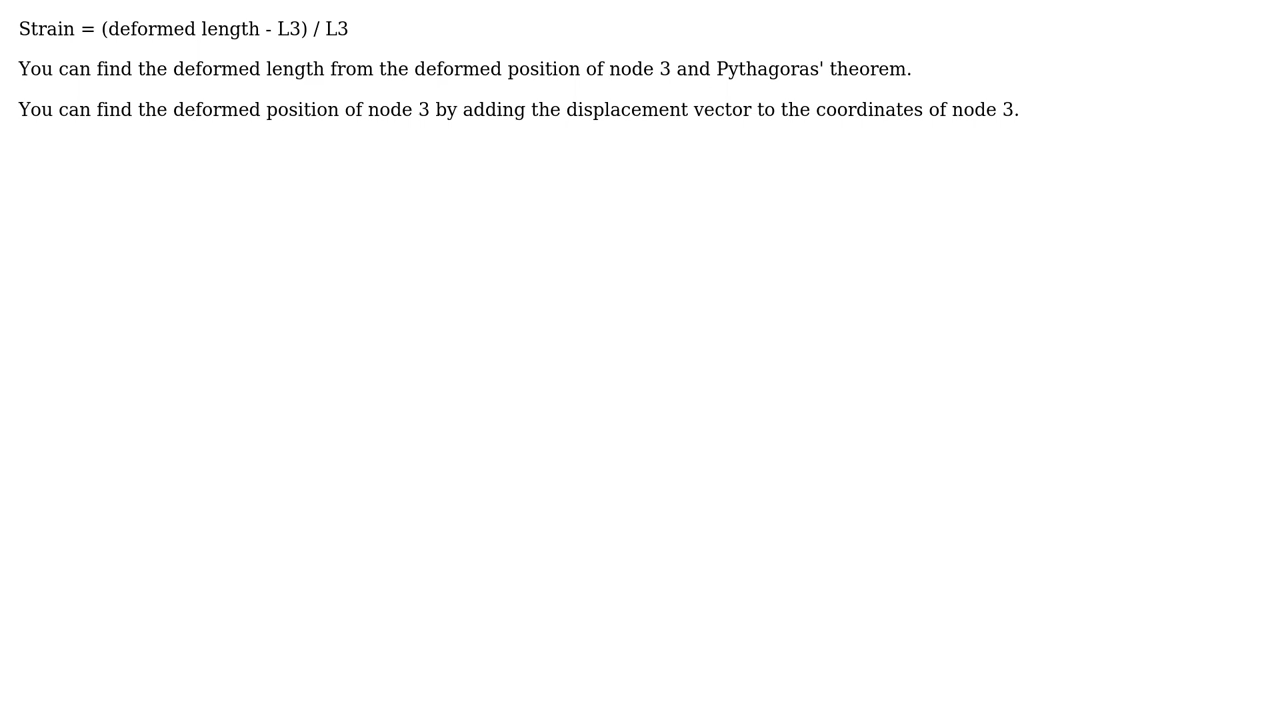 Strain = (deformed length - L3) / L3
You can find the deformed length from the deformed position of node 3 and Pythagoras' theorem.
You can find the deformed position of node 3 by adding the displacement vector to the coordinates of node 3.